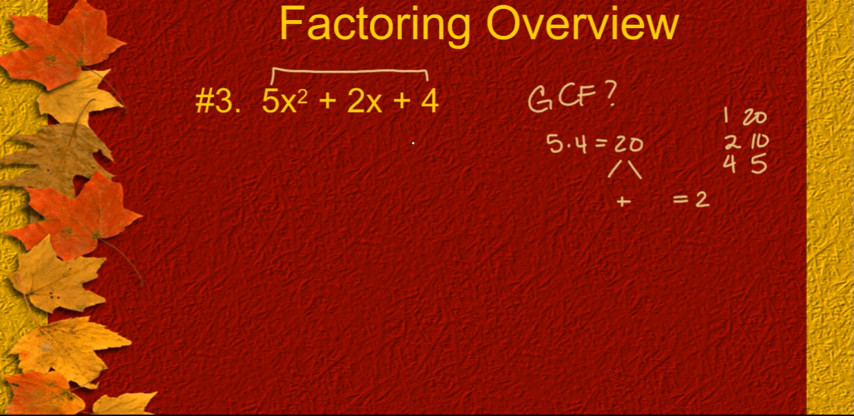 Factoring Overview
#3. 5x² + 2x + 4
GCF?
5·4 = 20
+ = 2
1 20
2 10
4 5